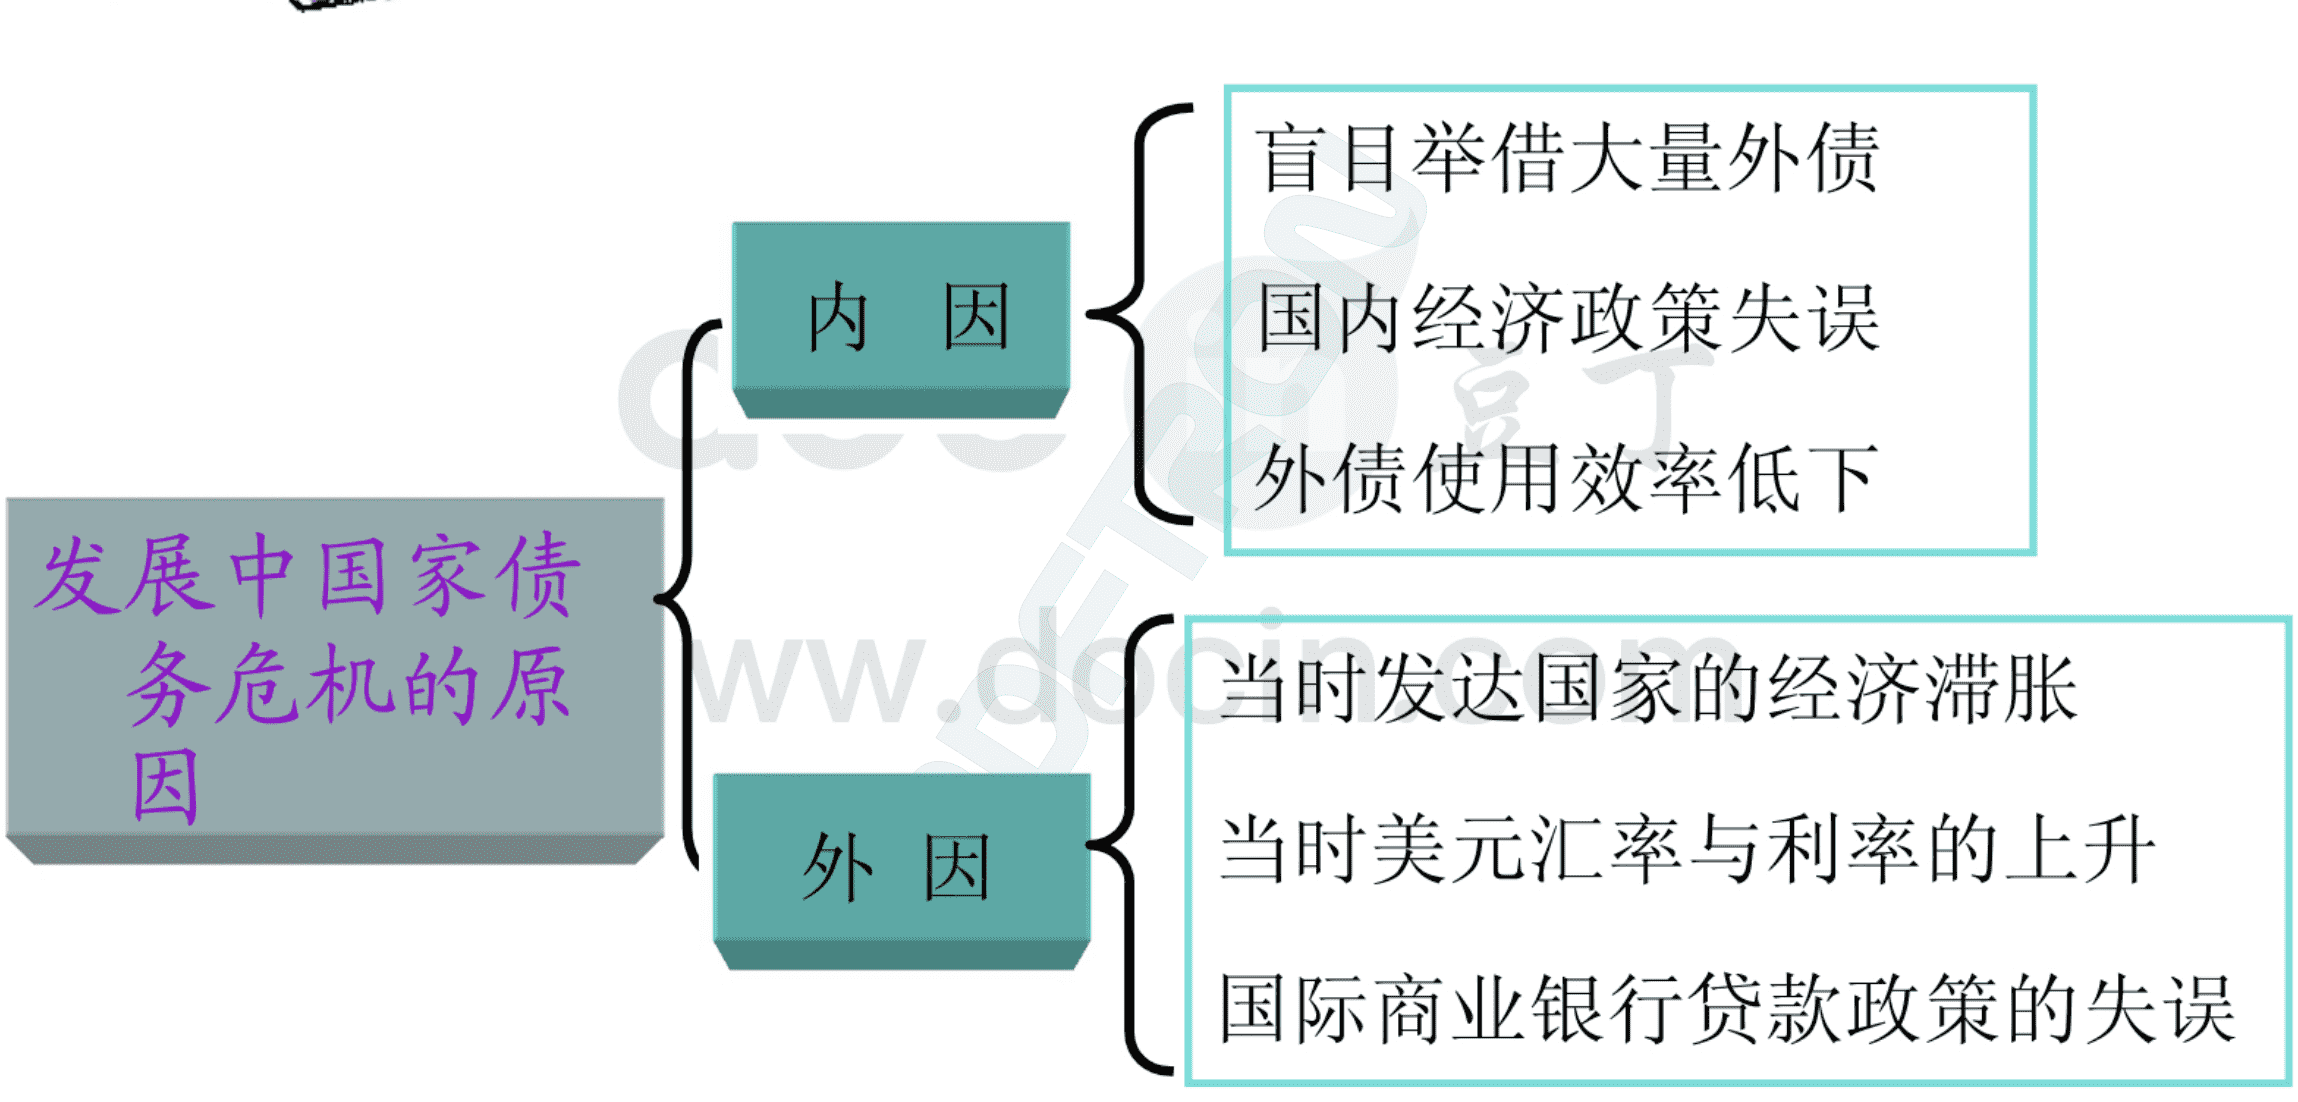 盲目举借大量外债
内 因
国内经济政策失误
豆丁
外债使用效率低下
发展中国家债
务危机的原
因
www.docin.com
当时发达国家的经济滞胀
外 因
当时美元汇率与利率的上升
国际商业银行贷款政策的失误